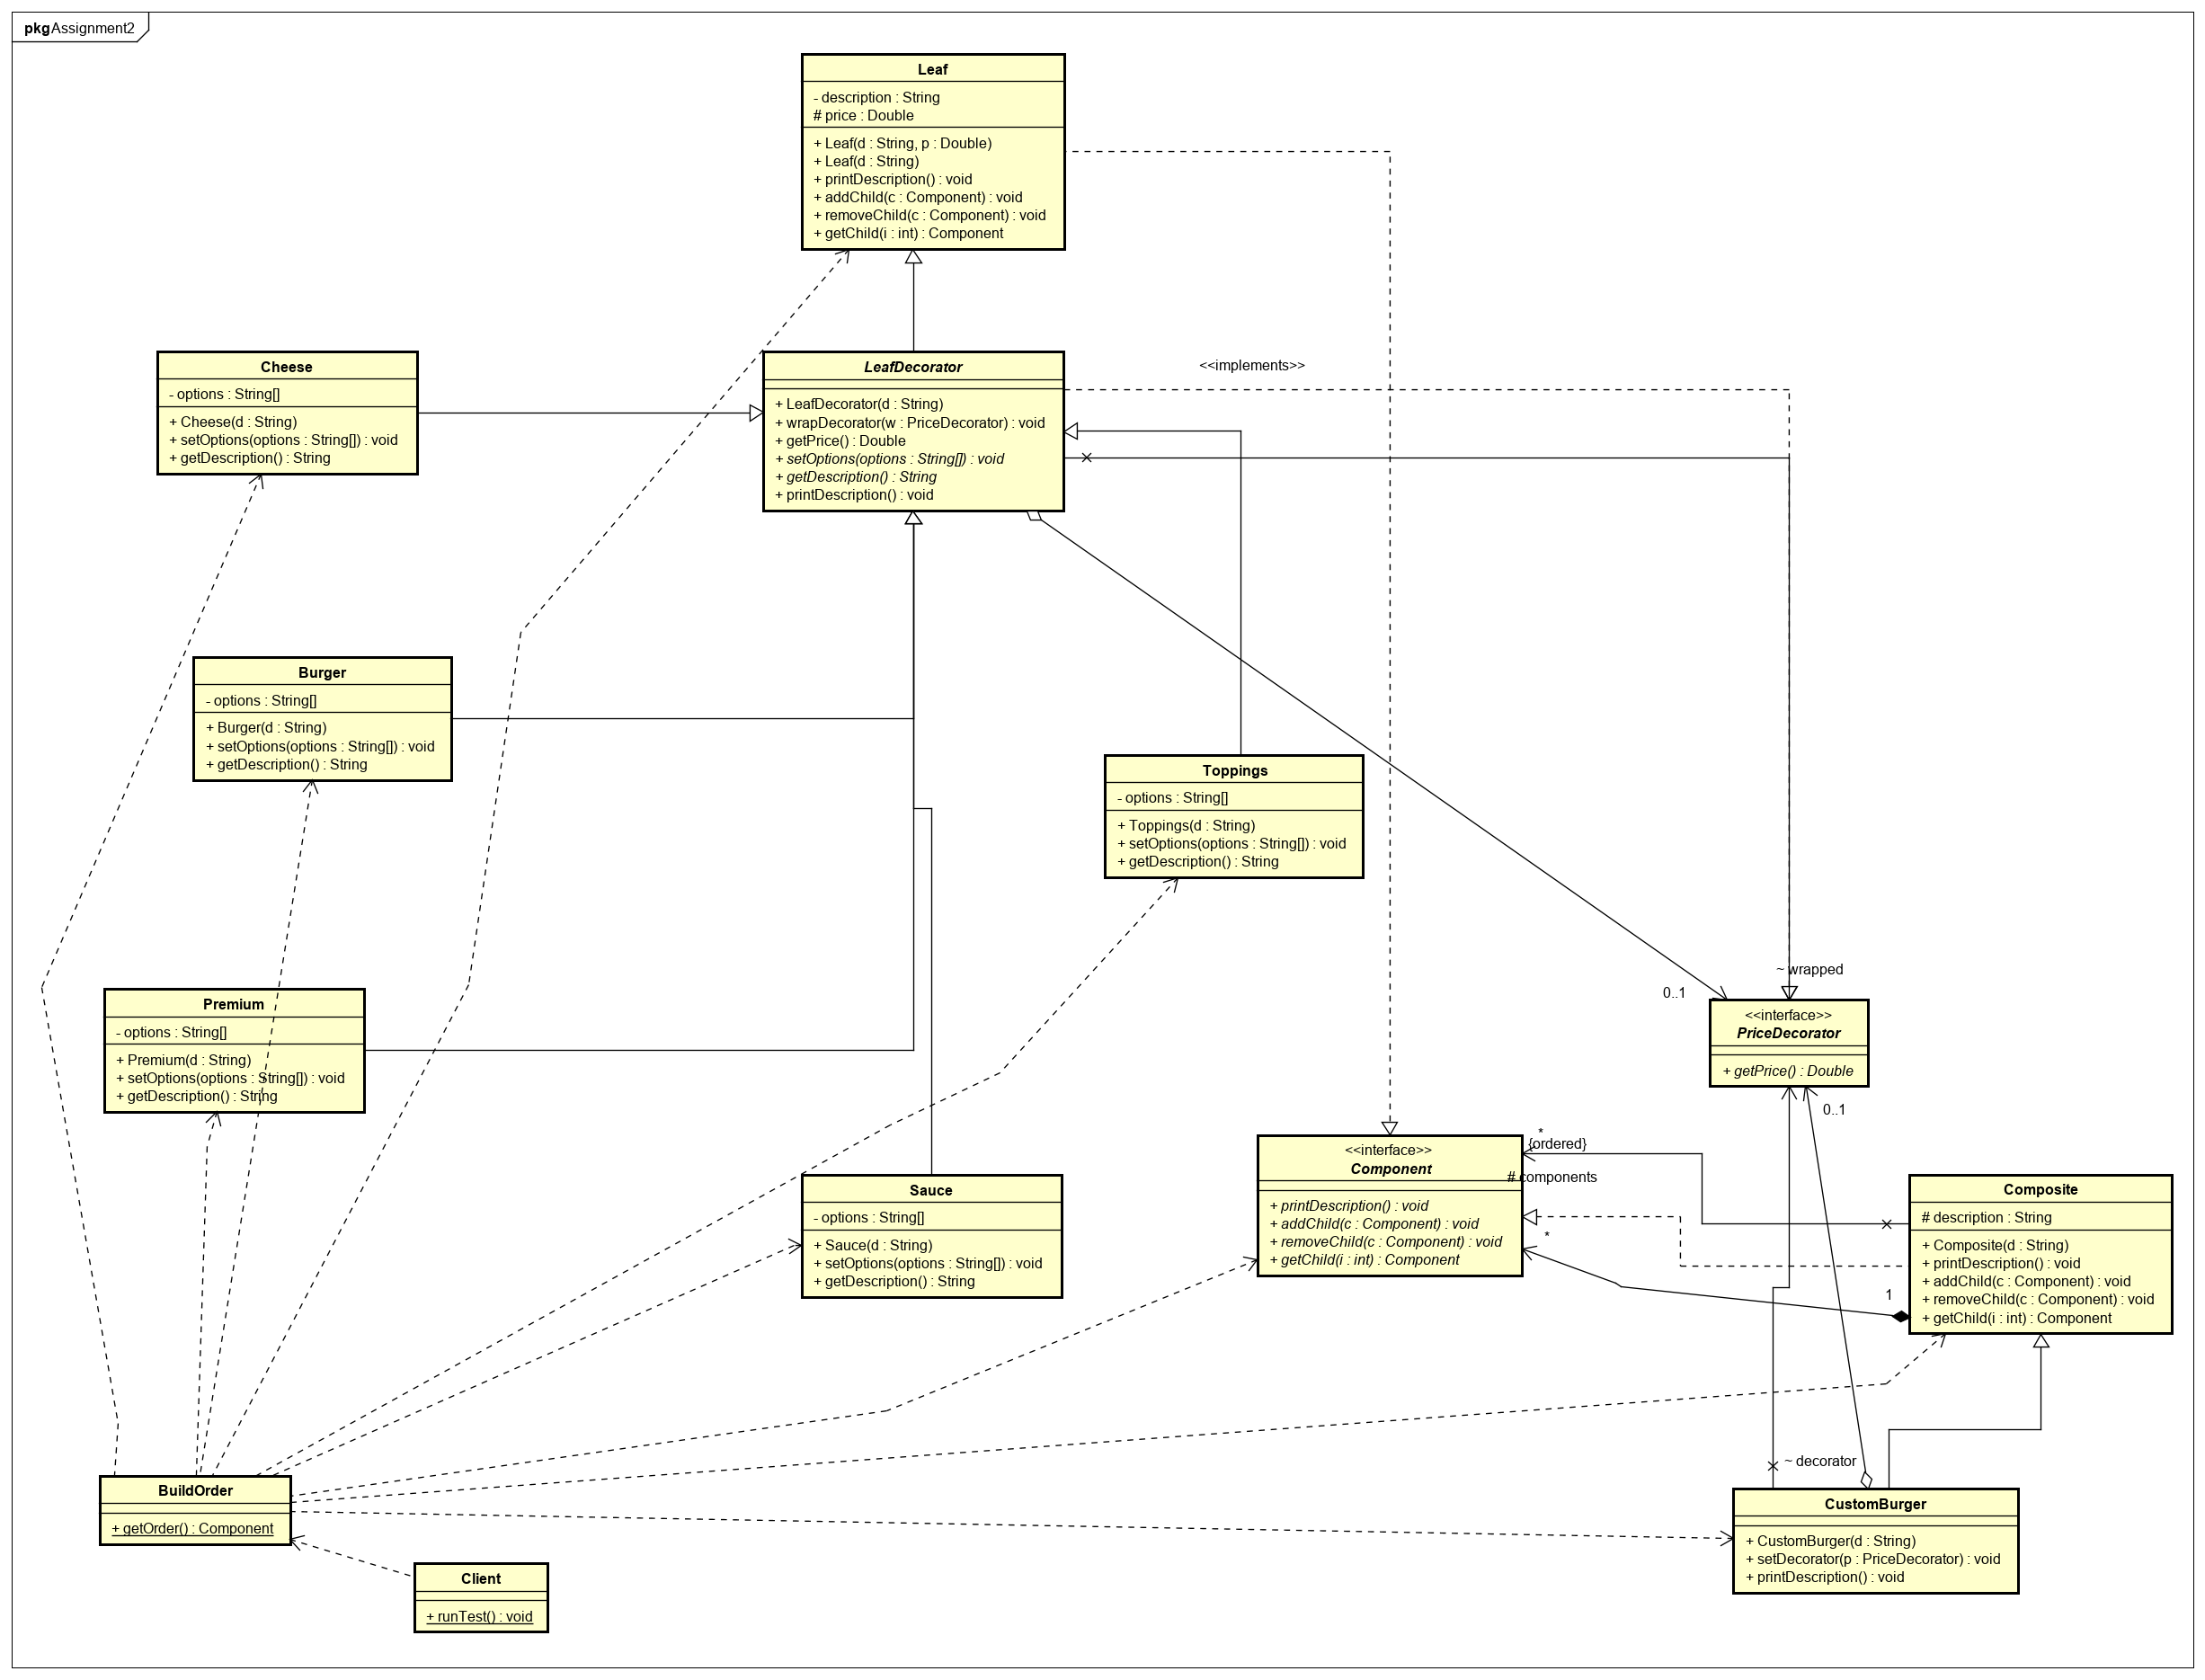 pkg Assignment2
Leaf
- description : String
# price : Double
+ Leaf(d : String, p : Double)
+ Leaf(d : String)
+ printDescription() : void
+ addChild(c : Component) : void
+ removeChild(c : Component) : void
+ getChild(i : int) : Component
Cheese
- options : String[]
+ Cheese(d : String)
+ setOptions(options : String[]) : void
+ getDescription() : String
LeafDecorator
+ LeafDecorator(d : String)
+ wrapDecorator(w : PriceDecorator) : void
+ getPrice() : Double
+ setOptions(options : String[]) : void
+ getDescription() : String
+ printDescription() : void
<<implements>>
Burger
- options : String[]
+ Burger(d : String)
+ setOptions(options : String[]) : void
+ getDescription() : String
Toppings
- options : String[]
+ Toppings(d : String)
+ setOptions(options : String[]) : void
+ getDescription() : String
Premium
- options : String[]
+ Premium(d : String)
+ setOptions(options : String[]) : void
+ getDescription() : String
~ wrapped
0..1
<<interface>>
PriceDecorator
+ getPrice() : Double
0..1
Sauce
- options : String[]
+ Sauce(d : String)
+ setOptions(options : String[]) : void
+ getDescription() : String
<<interface>>
Component
+ printDescription() : void
+ addChild(c : Component) : void
+ removeChild(c : Component) : void
+ getChild(i : int) : Component
*
{ordered}
# components
*
1
Composite
# description : String
+ Composite(d : String)
+ printDescription() : void
+ addChild(c : Component) : void
+ removeChild(c : Component) : void
+ getChild(i : int) : Component
BuildOrder
+ getOrder() : Component
Client
+ runTest() : void
~ decorator
CustomBurger
+ CustomBurger(d : String)
+ setDecorator(p : PriceDecorator) : void
+ printDescription() : void